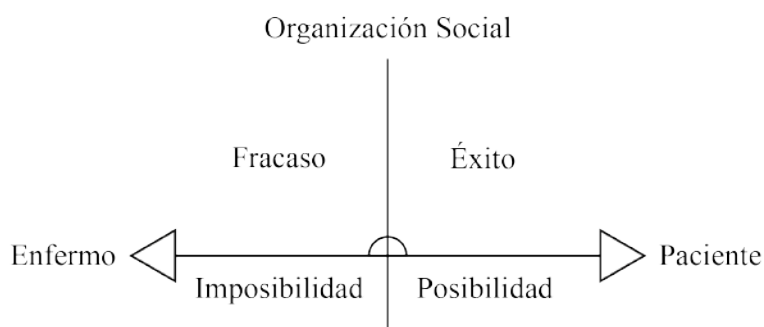 Organización Social
Fracaso Éxito
Enfermo Paciente
Imposibilidad Posibilidad